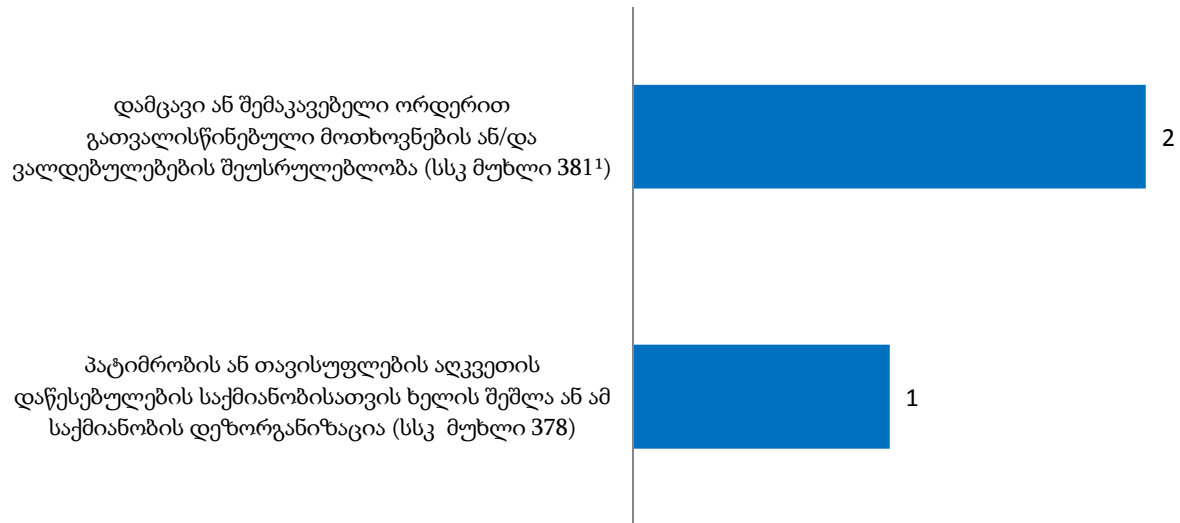 დამცავი ან შემაკავებელი ორდერით
გათვალისწინებული მოთხოვნების ან/და
ვალდებულებების შეუსრულებლობა (სსკ მუხლი 381¹)
2
პატიმრობის ან თავისუფლების აღკვეთის
დაწესებულების საქმიანობისათვის ხელის შეშლა ან ამ
საქმიანობის დეზორგანიზაცია (სსკ მუხლი 378)
1